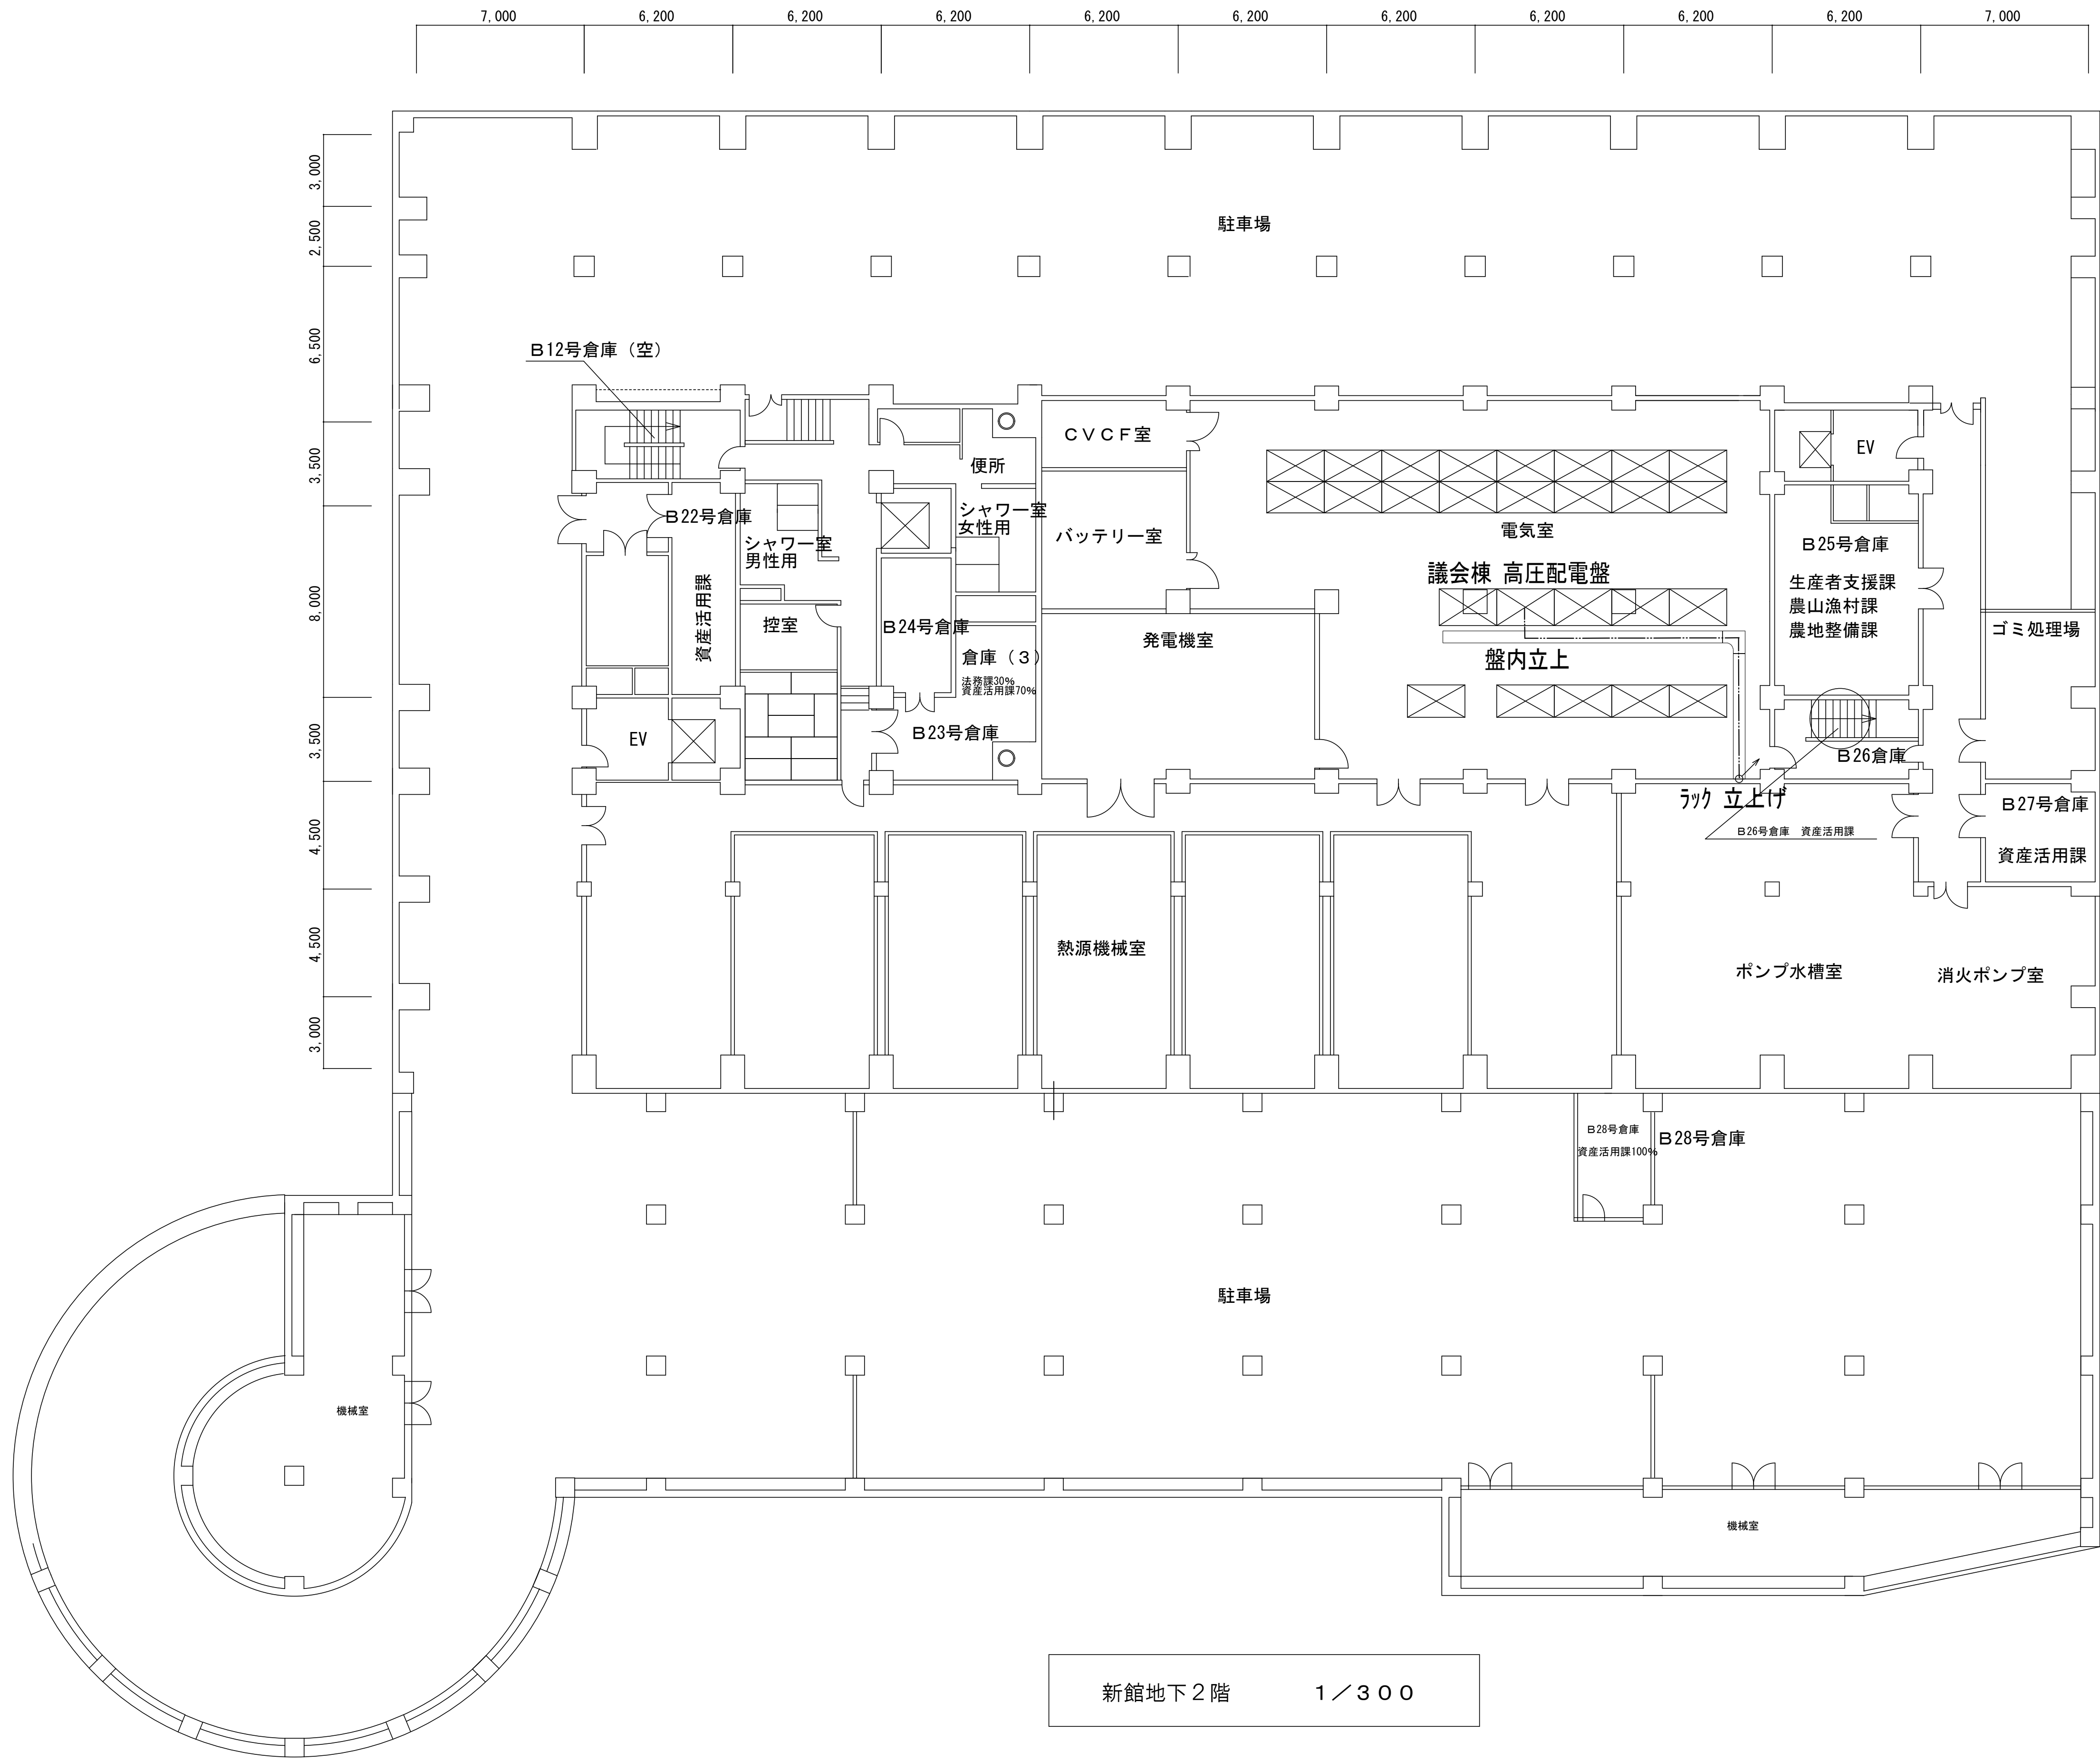 7,000 6,200 6,200 6,200 6,200 6,200 6,200 6,200 6,200 6,200 7,000
3,000
2,500
6,500
3,500
8,000
3,500
4,500
4,500
3,000
駐車場
B12号倉庫（空）
CVCF室
便所
EV
B22号倉庫
シャワー室
男性用
シャワー室
女性用
バッテリー室
電気室
B25号倉庫
生産者支援課
農山漁村課
農地整備課
議会棟 高圧配電盤
資産活用課
控室
B24号倉庫
倉庫（３）
法務課30%
資産活用課70%
発電機室
盤内立上
ゴミ処理場
EV
B23号倉庫
B26倉庫
ﾗｯｸ 立上げ
B26号倉庫　資産活用課
B27号倉庫
資産活用課
熱源機械室
ポンプ水槽室
消火ポンプ室
B28号倉庫
資産活用課100%
B28号倉庫
駐車場
機械室
機械室
新館地下２階　１／３００